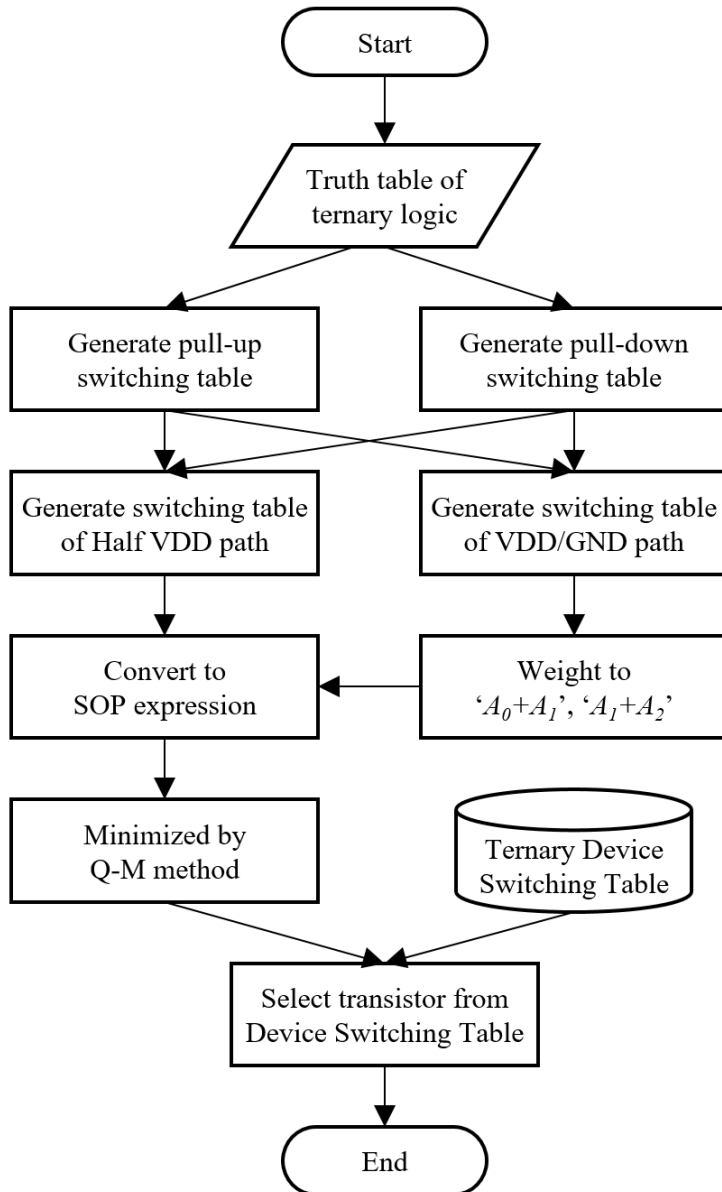 Start
Truth table of
ternary logic
Generate pull-up
switching table
Generate pull-down
switching table
Generate switching table
of Half VDD path
Generate switching table
of VDD/GND path
Convert to
SOP expression
Weight to
‘A₀+A₁’, ‘A₁+A₂’
Minimized by
Q-M method
Ternary Device
Switching Table
Select transistor from
Device Switching Table
End